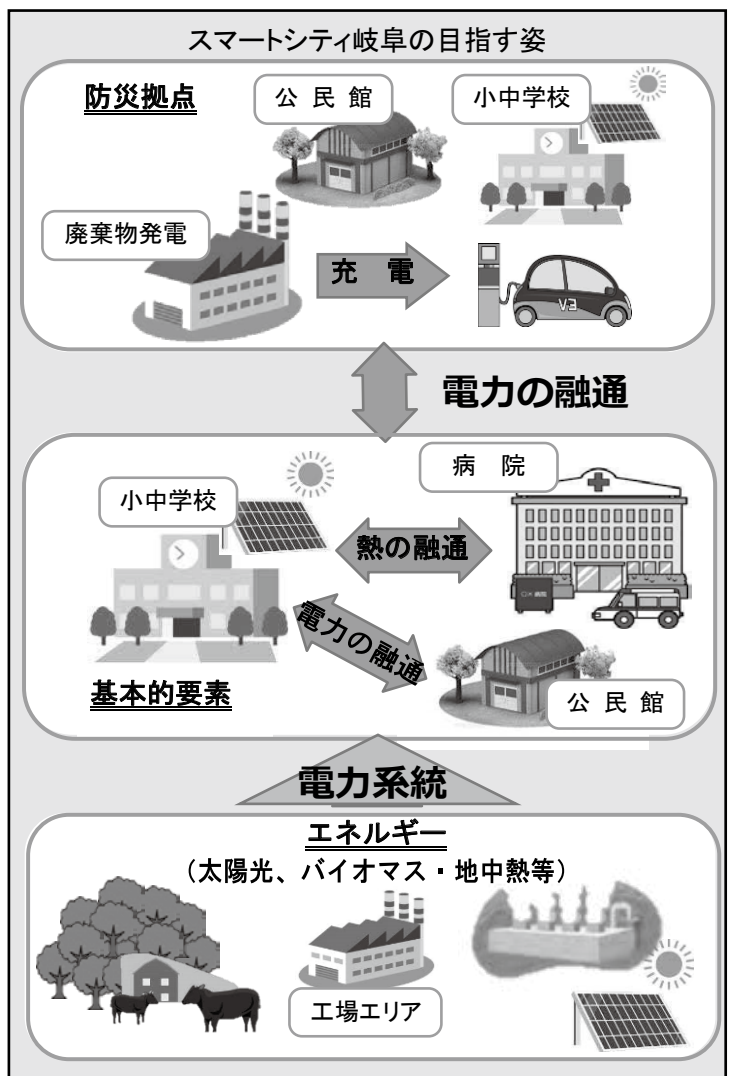 スマートシティ岐阜の目指す姿
防災拠点
公 民 館
小中学校
廃棄物発電
充 電
V3
電力の融通
病 院
小中学校
熱の融通
電力の融通
基本的要素
公 民 館
電力系統
エネルギー
（太陽光、バイオマス・地中熱等）
工場エリア